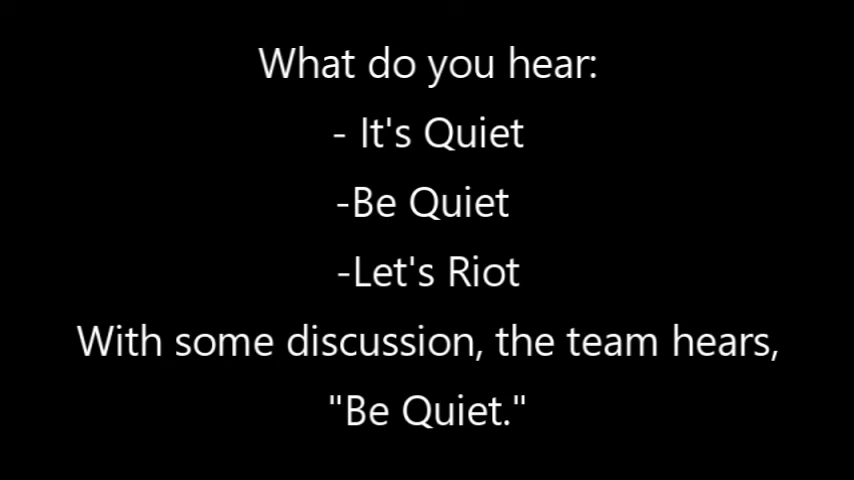 What do you hear:
- It's Quiet
-Be Quiet
-Let's Riot
With some discussion, the team hears,
"Be Quiet."